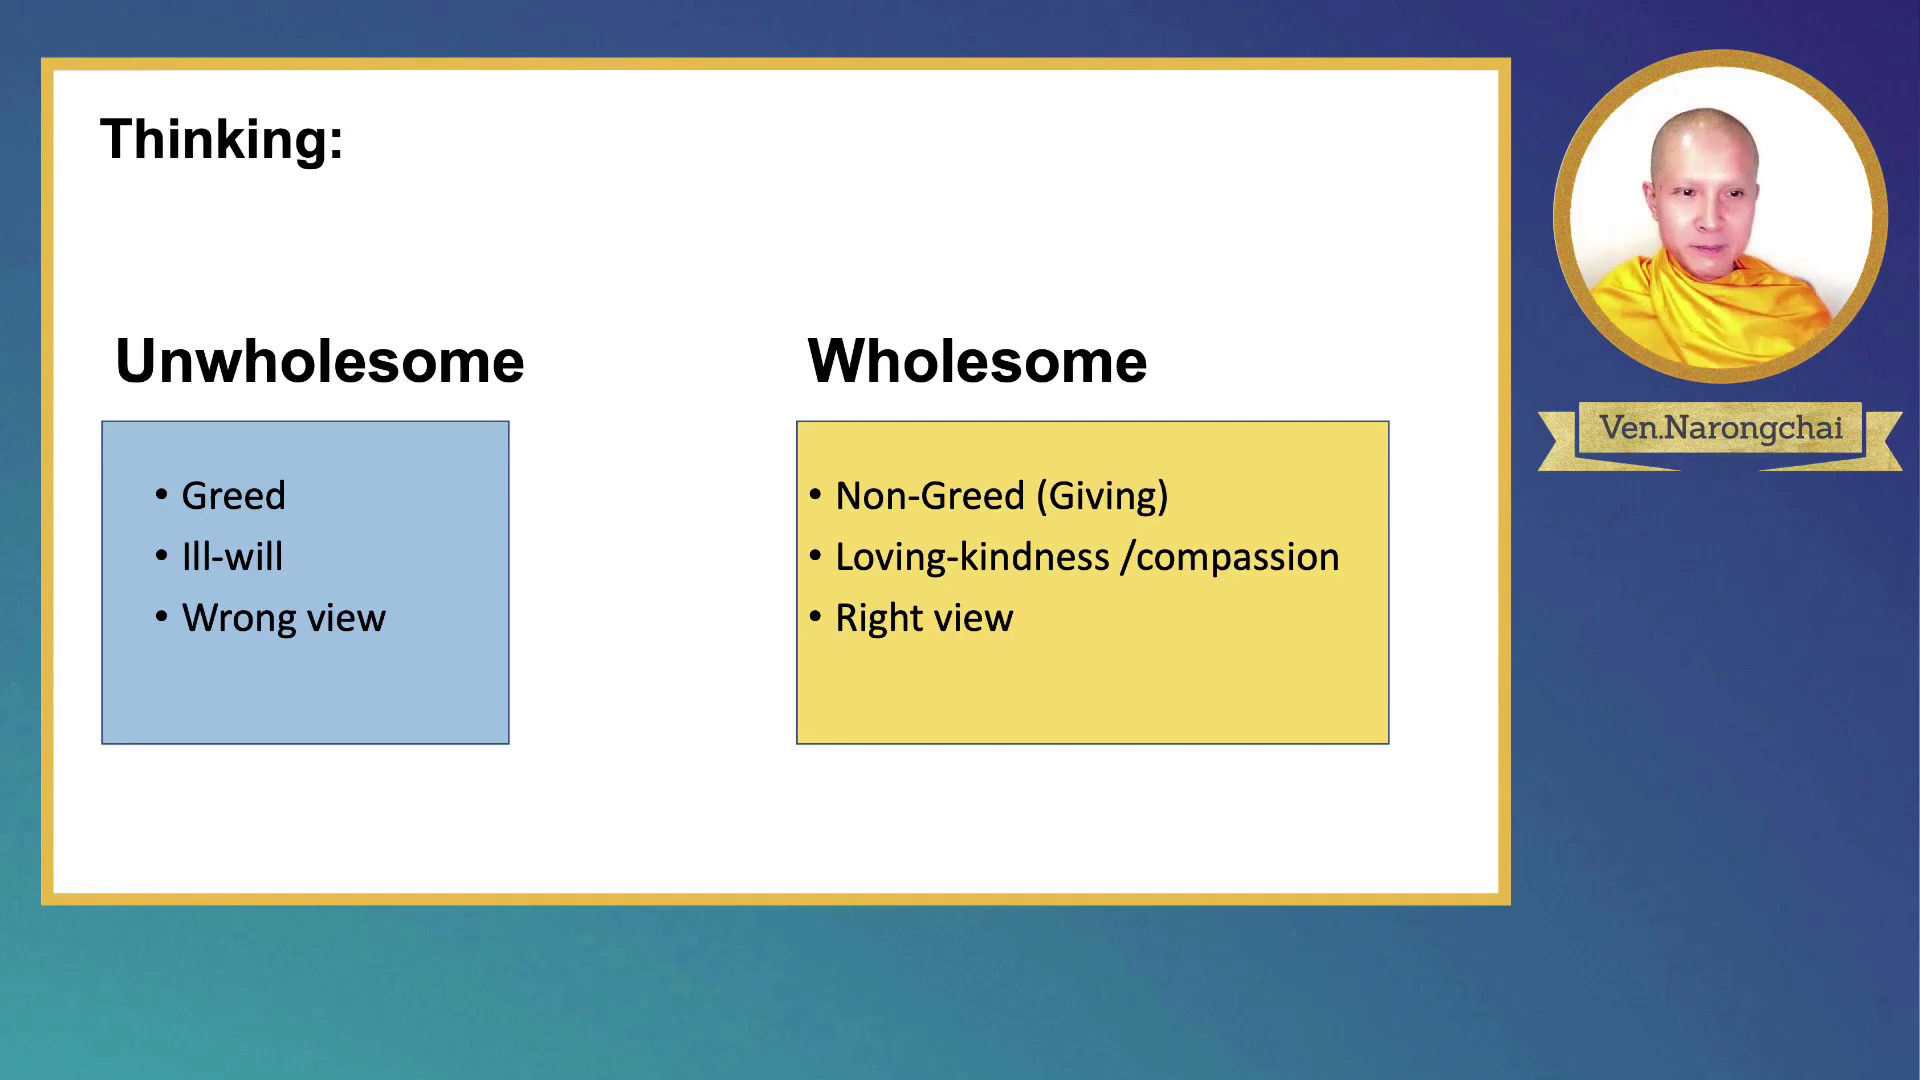 Thinking:
Unwholesome
• Greed
• Ill-will
• Wrong view
Wholesome
• Non-Greed (Giving)
• Loving-kindness /compassion
• Right view
Ven.Narongchai